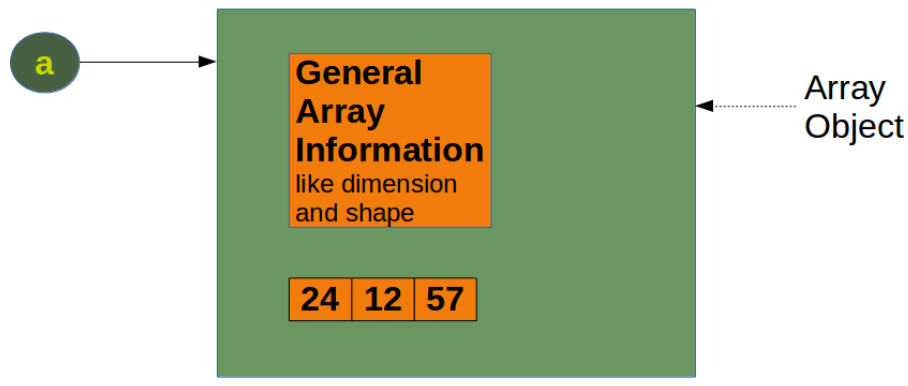 a
General
Array
Information
like dimension
and shape
Array
Object
24 12 57